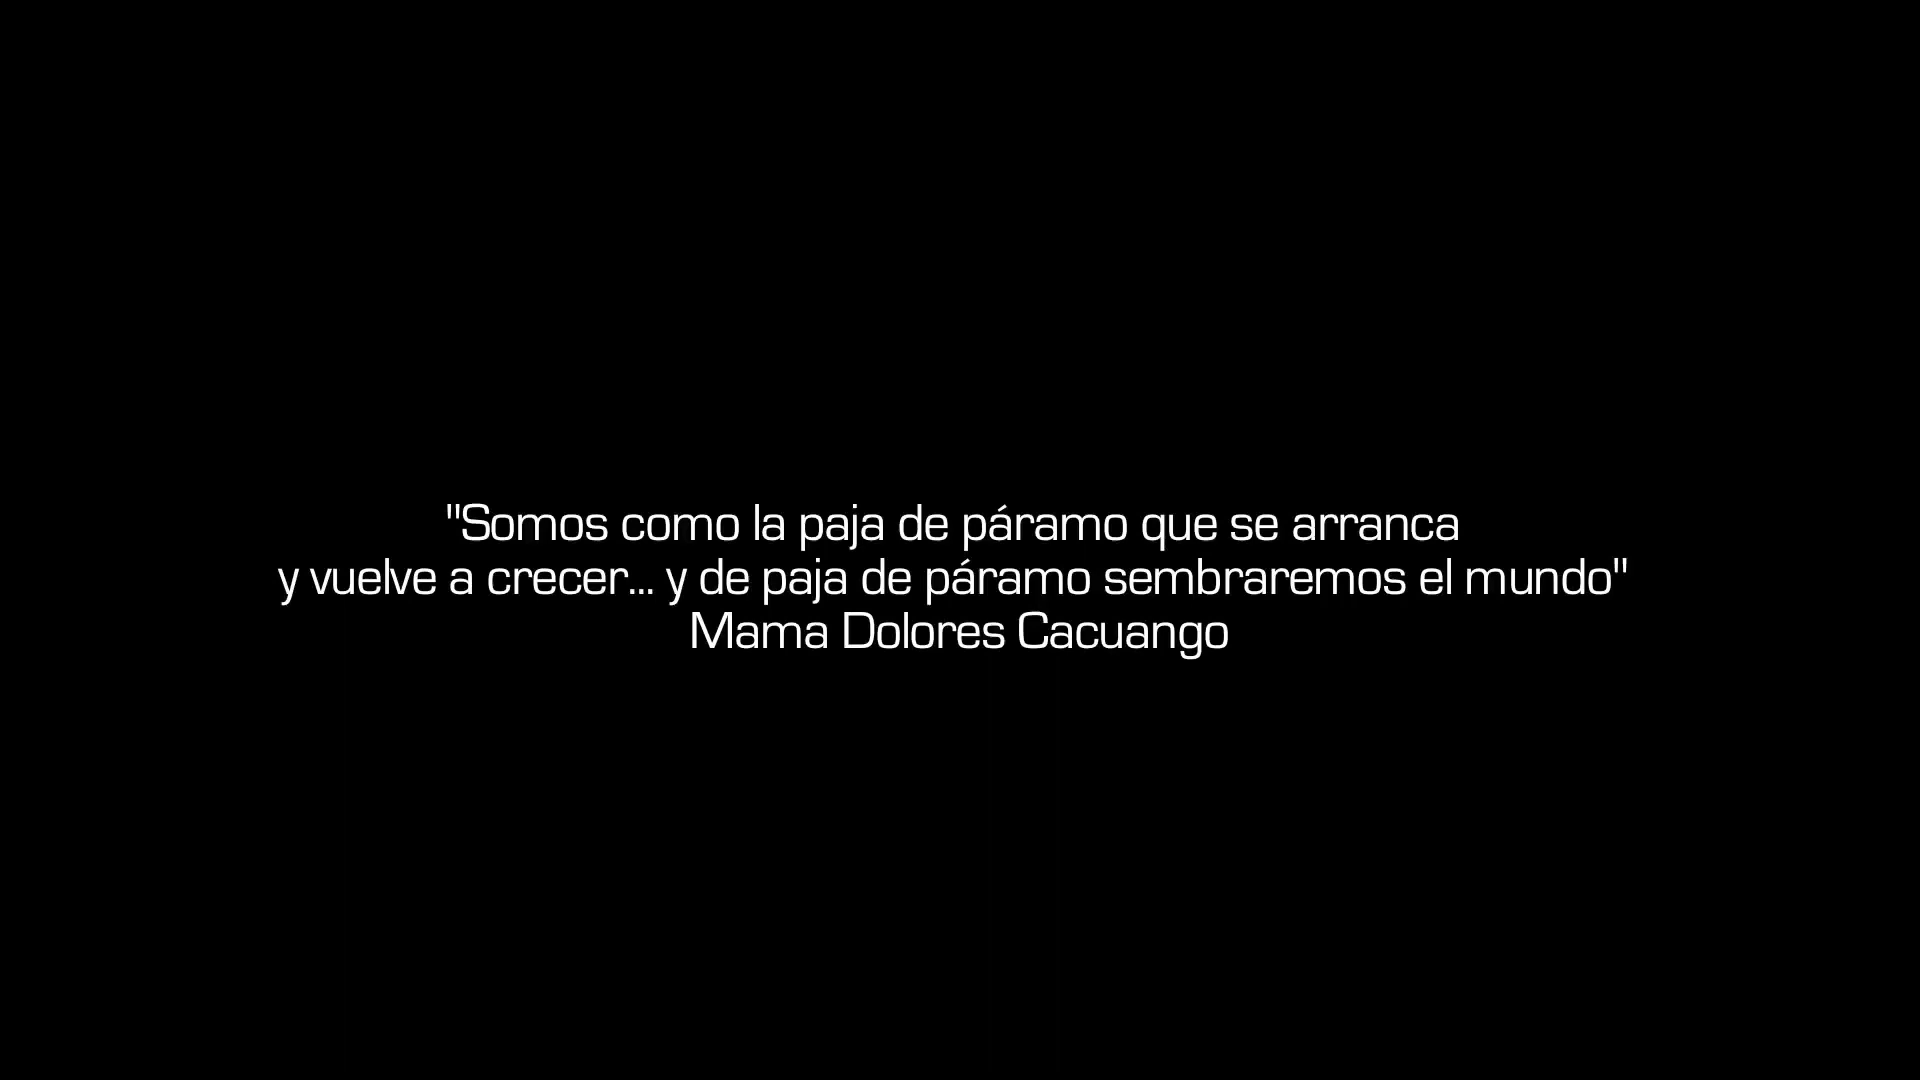 "Somos como la paja de páramo que se arranca
y vuelve a crecer... y de paja de páramo sembraremos el mundo"
Mama Dolores Cacuango